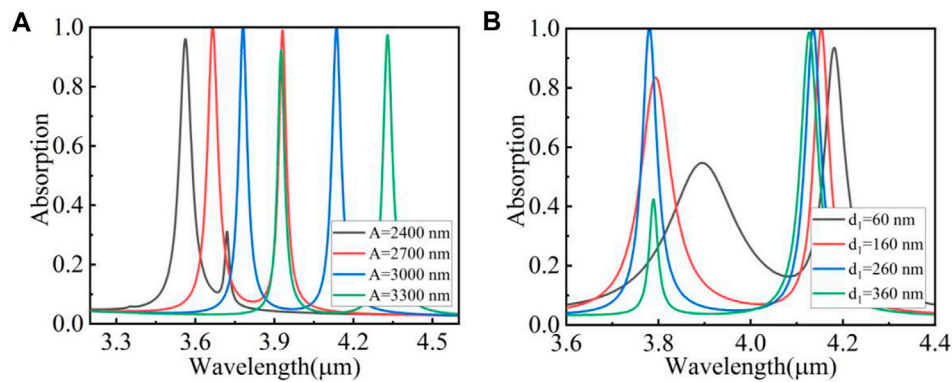 A
Absorption
1.0
0.8
0.6
0.4
0.2
0.0
3.3
3.6
3.9
4.2
4.5
Wavelength(μm)
A=2400 nm
A=2700 nm
A=3000 nm
A=3300 nm
B
Absorption
1.0
0.8
0.6
0.4
0.2
0.0
3.6
3.8
4.0
4.2
4.4
Wavelength(μm)
d₁=60 nm
d₁=160 nm
d₁=260 nm
d₁=360 nm